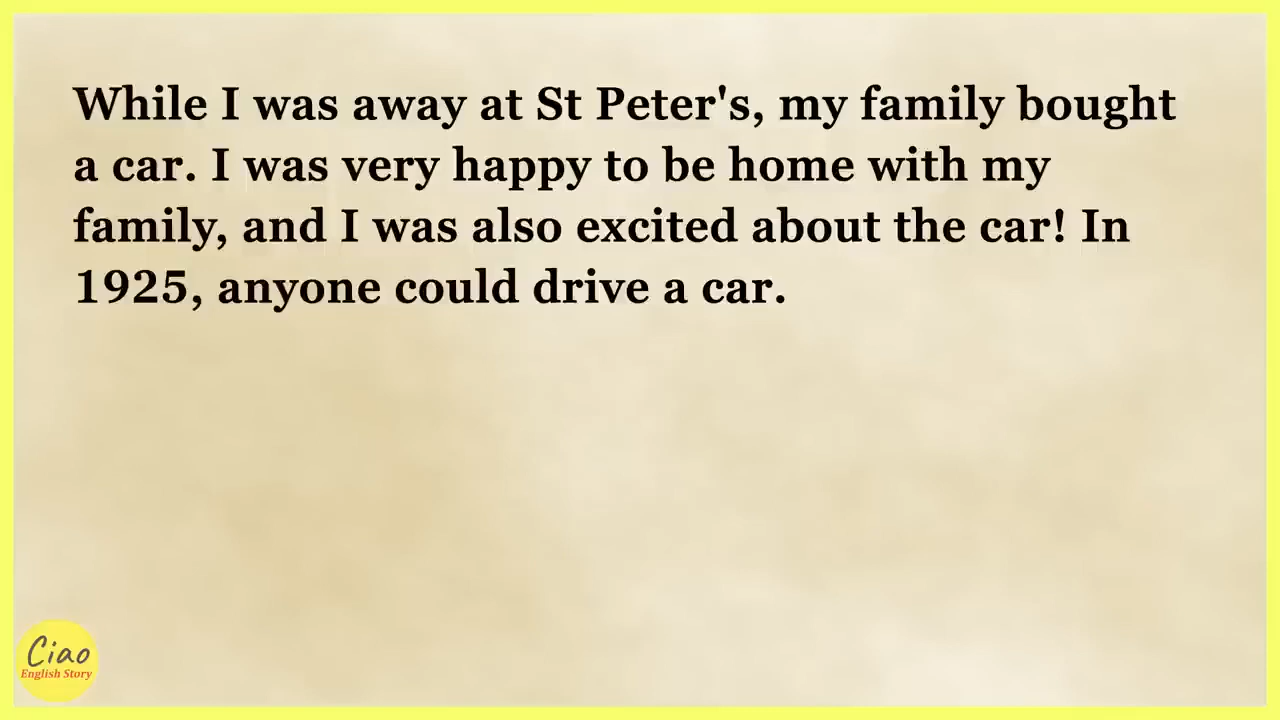 While I was away at St Peter's, my family bought
a car. I was very happy to be home with my
family, and I was also excited about the car! In
1925, anyone could drive a car.
Ciao
English Story